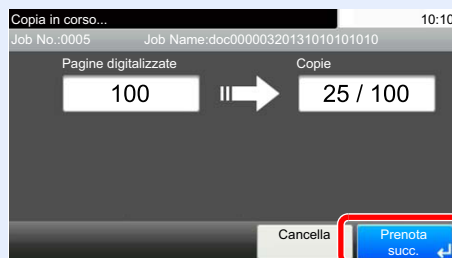 Copia in corso... 10:10
Job No.:0005 Job Name:doc00000320131010101010
Pagine digitalizzate Copie
100 25 / 100
Cancella Prenota
succ.